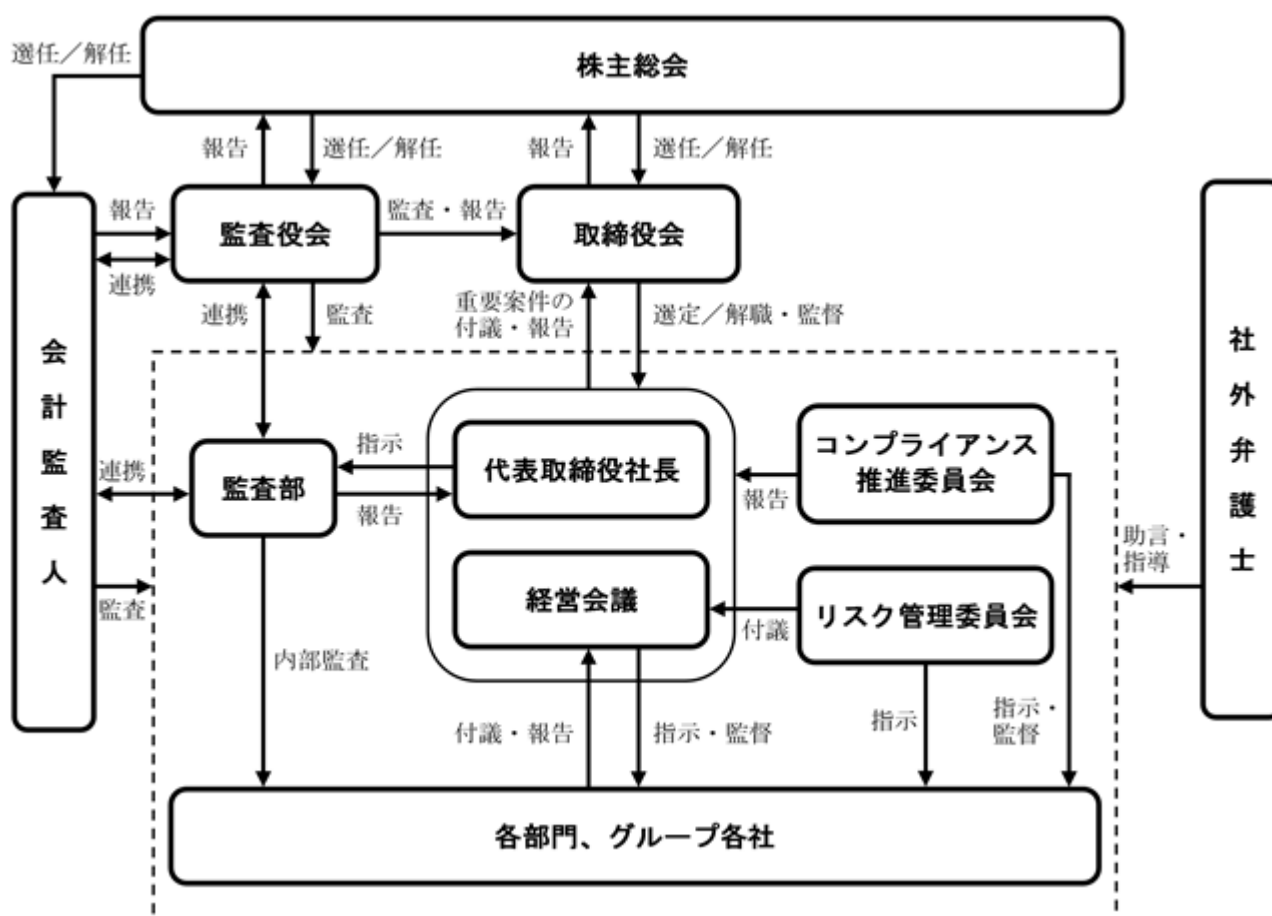 選任／解任
株主総会
報告
選任／解任
報告
選任／解任
報告
監査役会
監査・報告
取締役会
連携
連携
監査
重要案件の
付議・報告
選定／解職・監督
会計監査人
社外弁護士
連携
監査部
指示
報告
代表取締役社長
報告
コンプライアンス
推進委員会
助言・
指導
監査
経営会議
付議
リスク管理委員会
内部監査
付議・報告
指示・監督
指示
指示・
監督
各部門、グループ各社